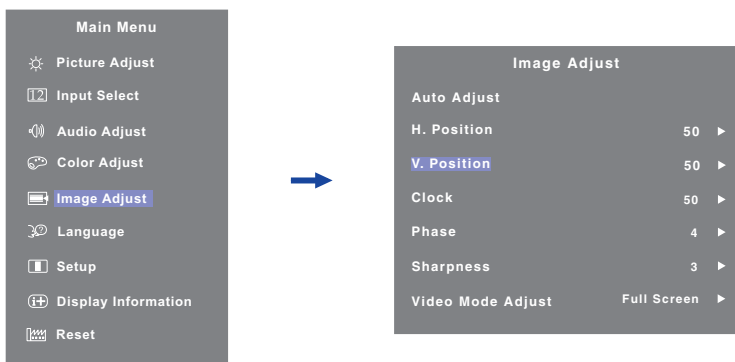 Main Menu
Picture Adjust
12 Input Select
Audio Adjust
Color Adjust
Image Adjust
Language
Setup
Display Information
Reset
Image Adjust
Auto Adjust
H. Position 50
V. Position 50
Clock 50
Phase 4
Sharpness 3
Video Mode Adjust Full Screen